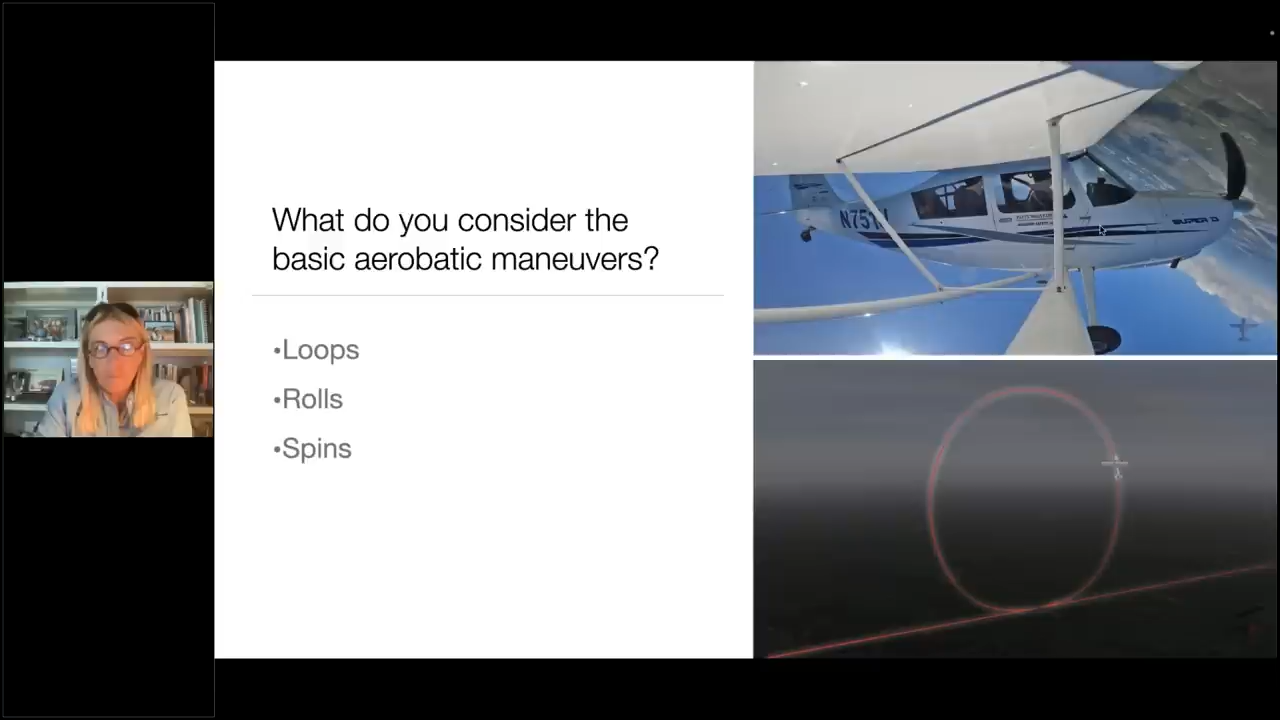 What do you consider the
basic aerobatic maneuvers?
•Loops
•Rolls
•Spins
SUPER D